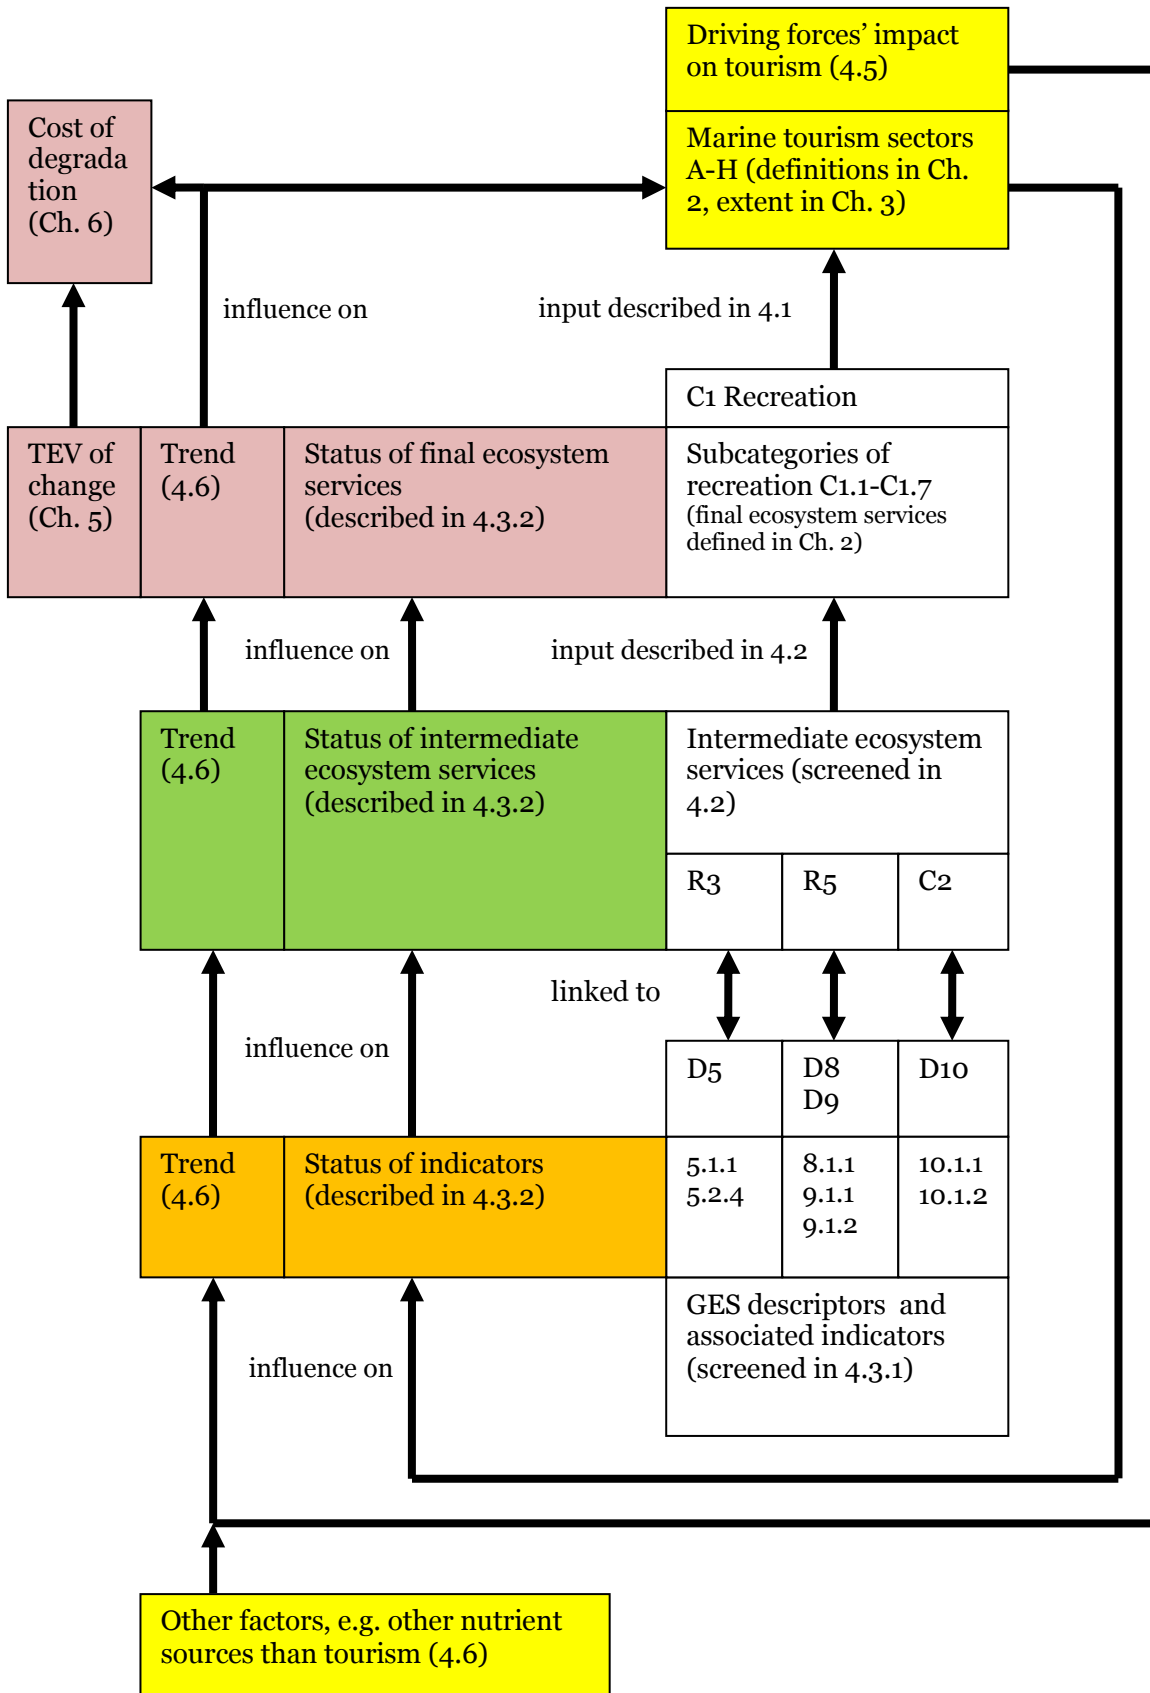 Driving forces’ impact
on tourism (4.5)
Cost of
degrada
tion
(Ch. 6)
Marine tourism sectors
A-H (definitions in Ch.
2, extent in Ch. 3)
influence on
input described in 4.1
C1 Recreation
TEV of
change
(Ch. 5)
Trend
(4.6)
Status of final ecosystem
services
(described in 4.3.2)
Subcategories of
recreation C1.1-C1.7
(final ecosystem services
defined in Ch. 2)
influence on
input described in 4.2
Trend
(4.6)
Status of intermediate
ecosystem services
(described in 4.3.2)
Intermediate ecosystem
services (screened in
4.2)
R3
R5
C2
linked to
influence on
D5
D8
D9
D10
Trend
(4.6)
Status of indicators
(described in 4.3.2)
5.1.1
5.2.4
8.1.1
9.1.1
9.1.2
10.1.1
10.1.2
GES descriptors  and
associated indicators
(screened in 4.3.1)
influence on
Other factors, e.g. other nutrient
sources than tourism (4.6)